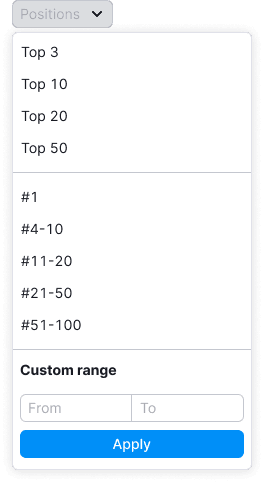 Positions
Top 3
Top 10
Top 20
Top 50
#1
#4-10
#11-20
#21-50
#51-100
Custom range
From To
Apply